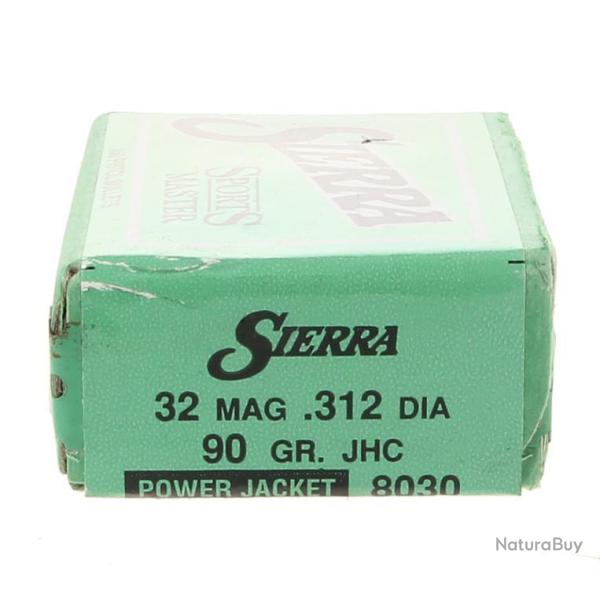 SIERRA
SPORTS
MASTER
SIERRA
32 MAG .312 DIA
90 GR. JHC
POWER JACKET 8030
NaturaBuy